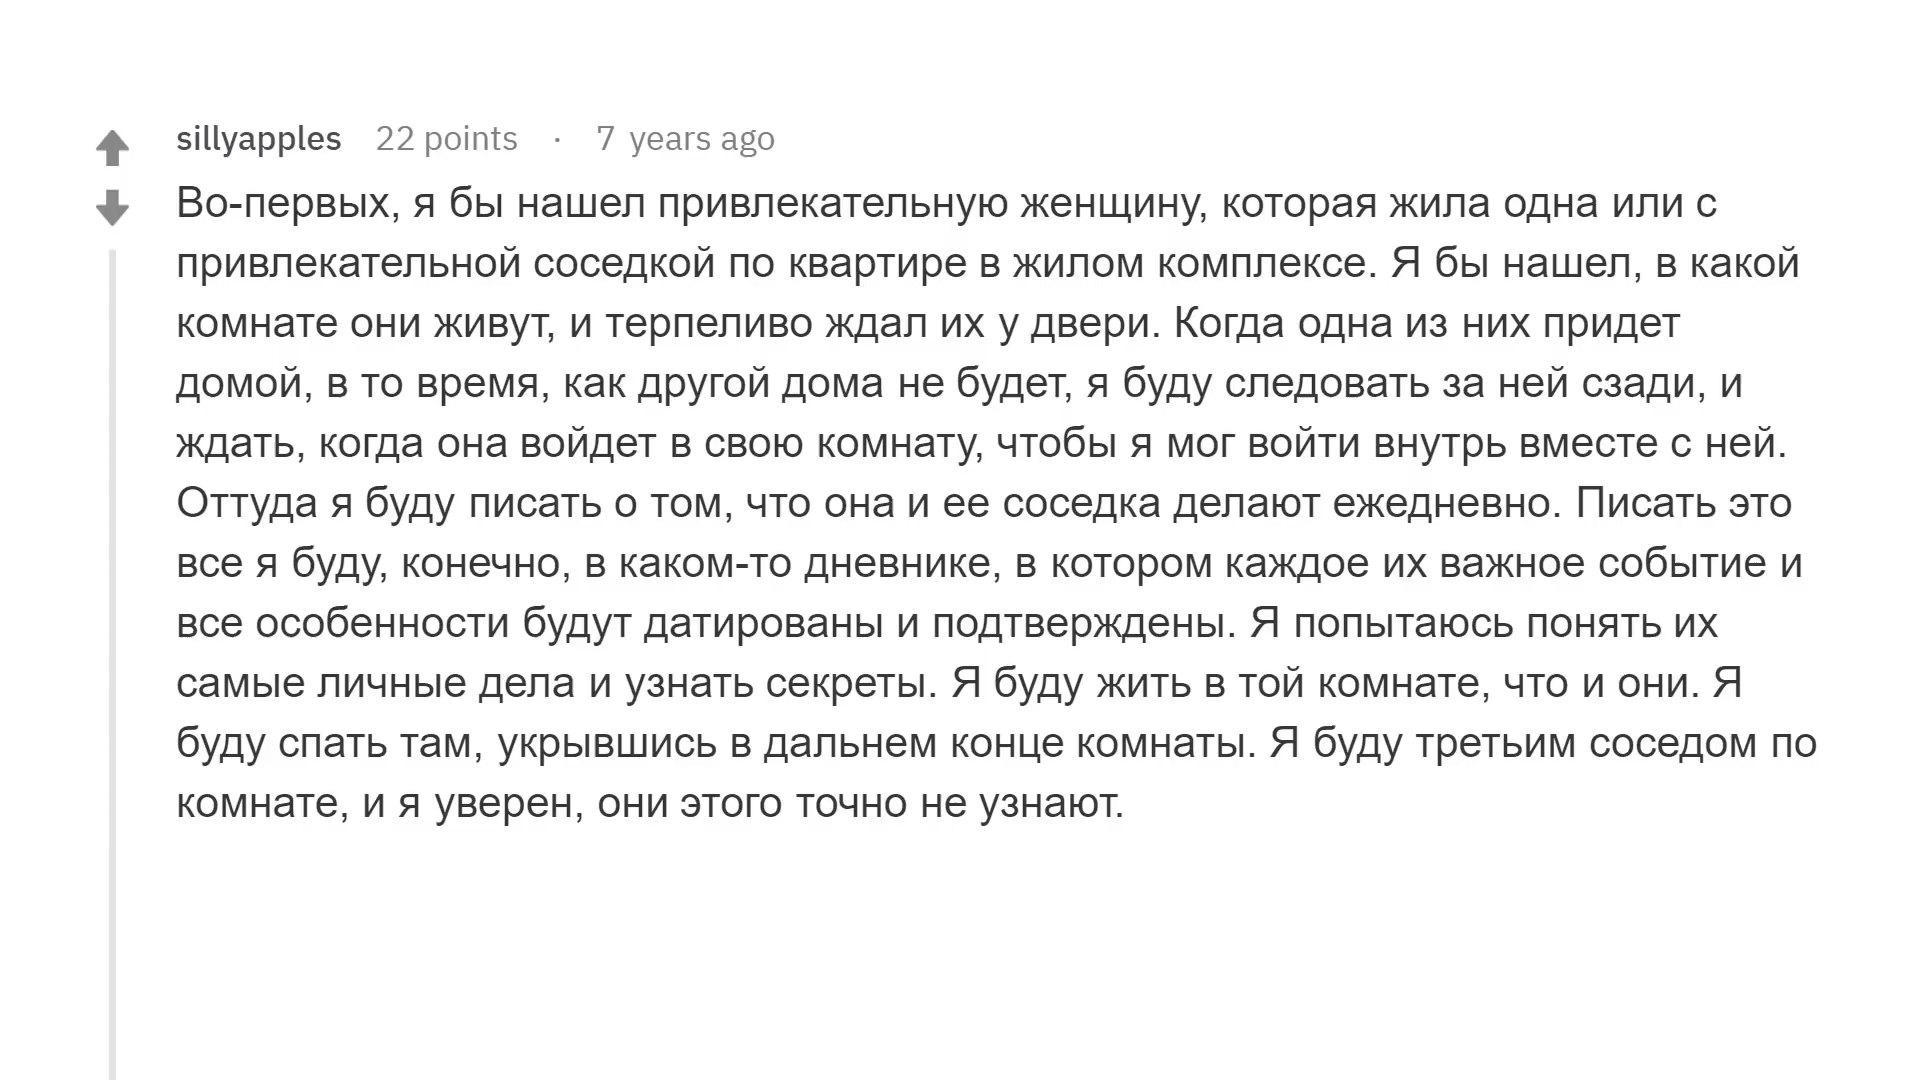 sillyapples 22 points · 7 years ago
Во-первых, я бы нашел привлекательную женщину, которая жила одна или с
привлекательной соседкой по квартире в жилом комплексе. Я бы нашел, в какой
комнате они живут, и терпеливо ждал их у двери. Когда одна из них придет
домой, в то время, как другой дома не будет, я буду следовать за ней сзади, и
ждать, когда она войдет в свою комнату, чтобы я мог войти внутрь вместе с ней.
Оттуда я буду писать о том, что она и ее соседка делают ежедневно. Писать это
все я буду, конечно, в каком-то дневнике, в котором каждое их важное событие и
все особенности будут датированы и подтверждены. Я попытаюсь понять их
самые личные дела и узнать секреты. Я буду жить в той комнате, что и они. Я
буду спать там, укрывшись в дальнем конце комнаты. Я буду третьим соседом по
комнате, и я уверен, они этого точно не узнают.